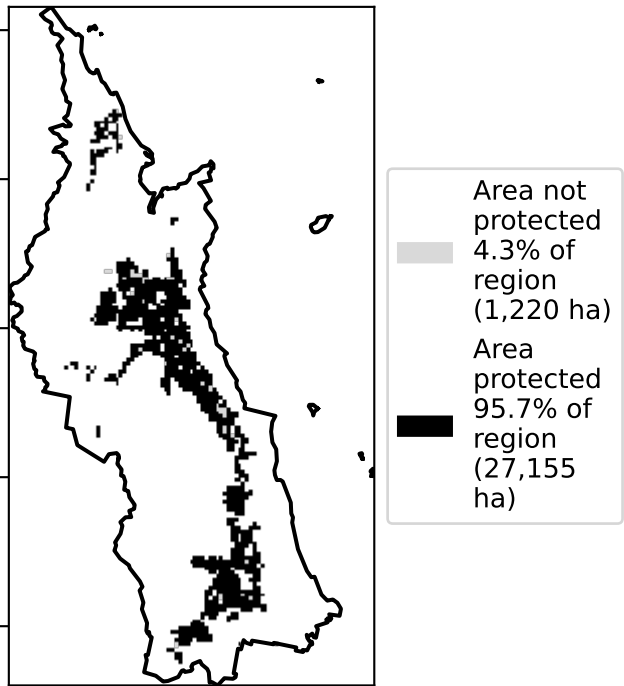 Area not
protected
4.3% of
region
(1,220 ha)
Area
protected
95.7% of
region
(27,155
ha)